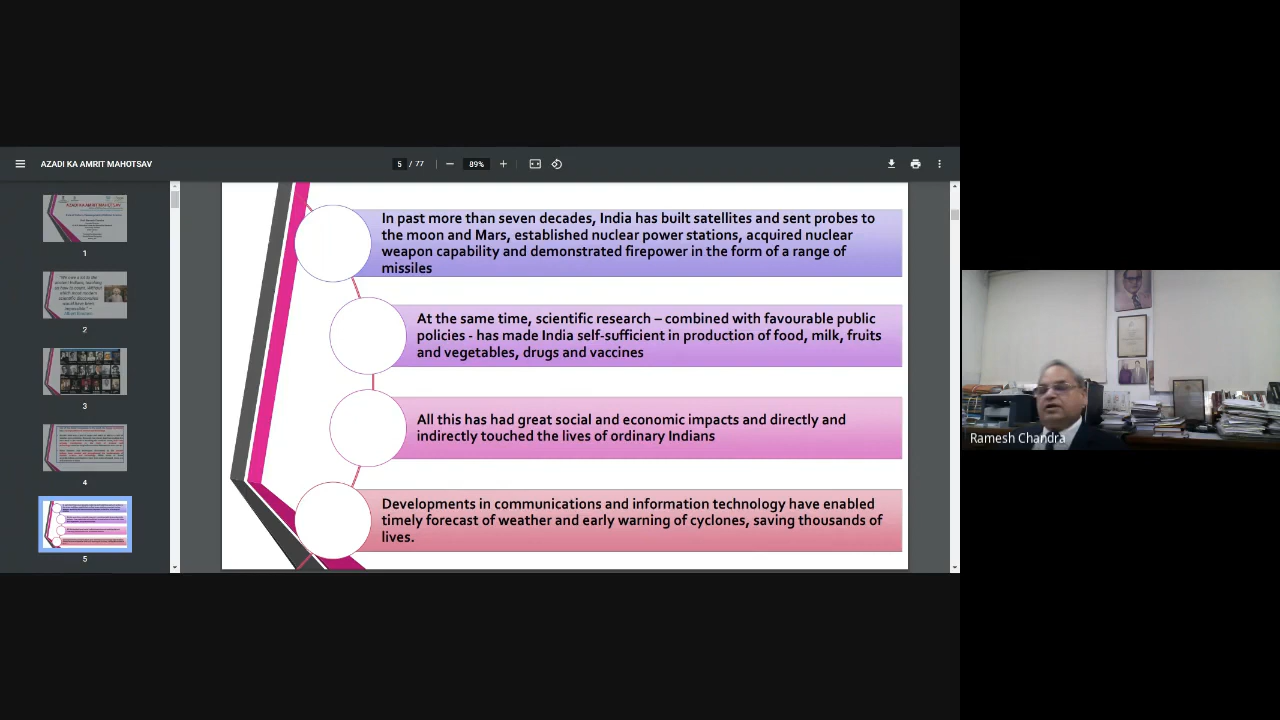 AZADI KA AMRIT MAHOTSAV
5 / 77
89%
1
2
3
4
5
In past more than seven decades, India has built satellites and sent probes to
the moon and Mars, established nuclear power stations, acquired nuclear
weapon capability and demonstrated firepower in the form of a range of
missiles
At the same time, scientific research – combined with favourable public
policies - has made India self-sufficient in production of food, milk, fruits
and vegetables, drugs and vaccines
All this has had great social and economic impacts and directly and
indirectly touched the lives of ordinary Indians
Developments in communications and information technology have enabled
timely forecast of weather and early warning of cyclones, saving thousands of
lives.
Ramesh Chandra